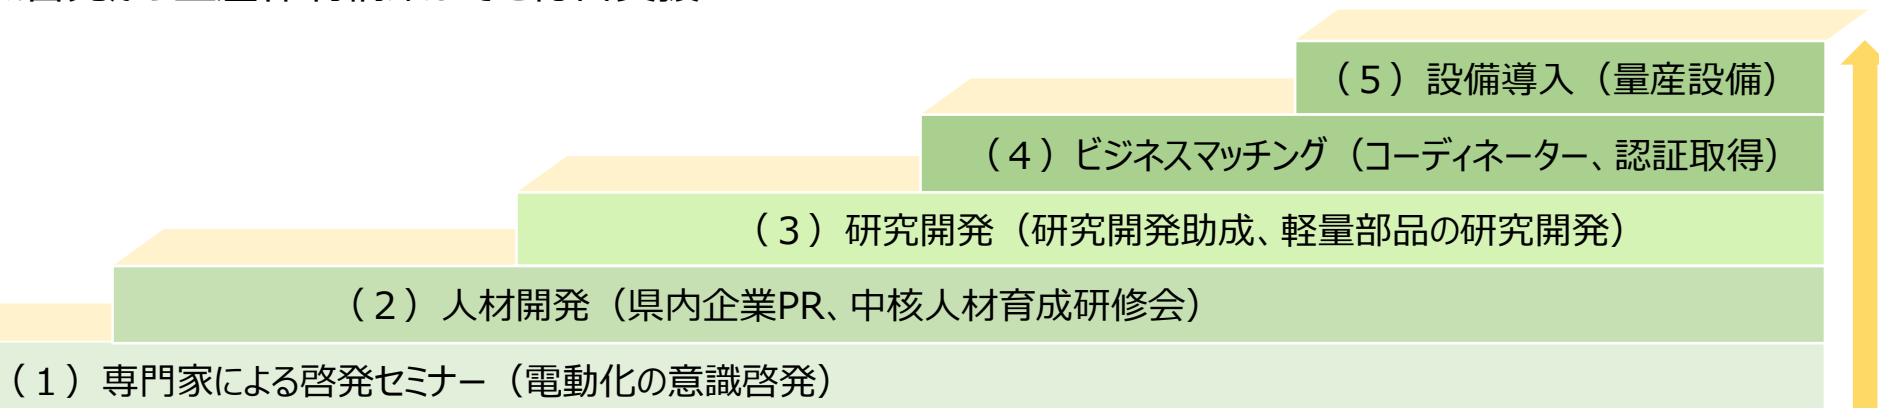 （５）設備導入（量産設備）
（４）ビジネスマッチング（コーディネーター、認証取得）
（３）研究開発（研究開発助成、軽量部品の研究開発）
（２）人材開発（県内企業PR、中核人材育成研修会）
（１）専門家による啓発セミナー（電動化の意識啓発）